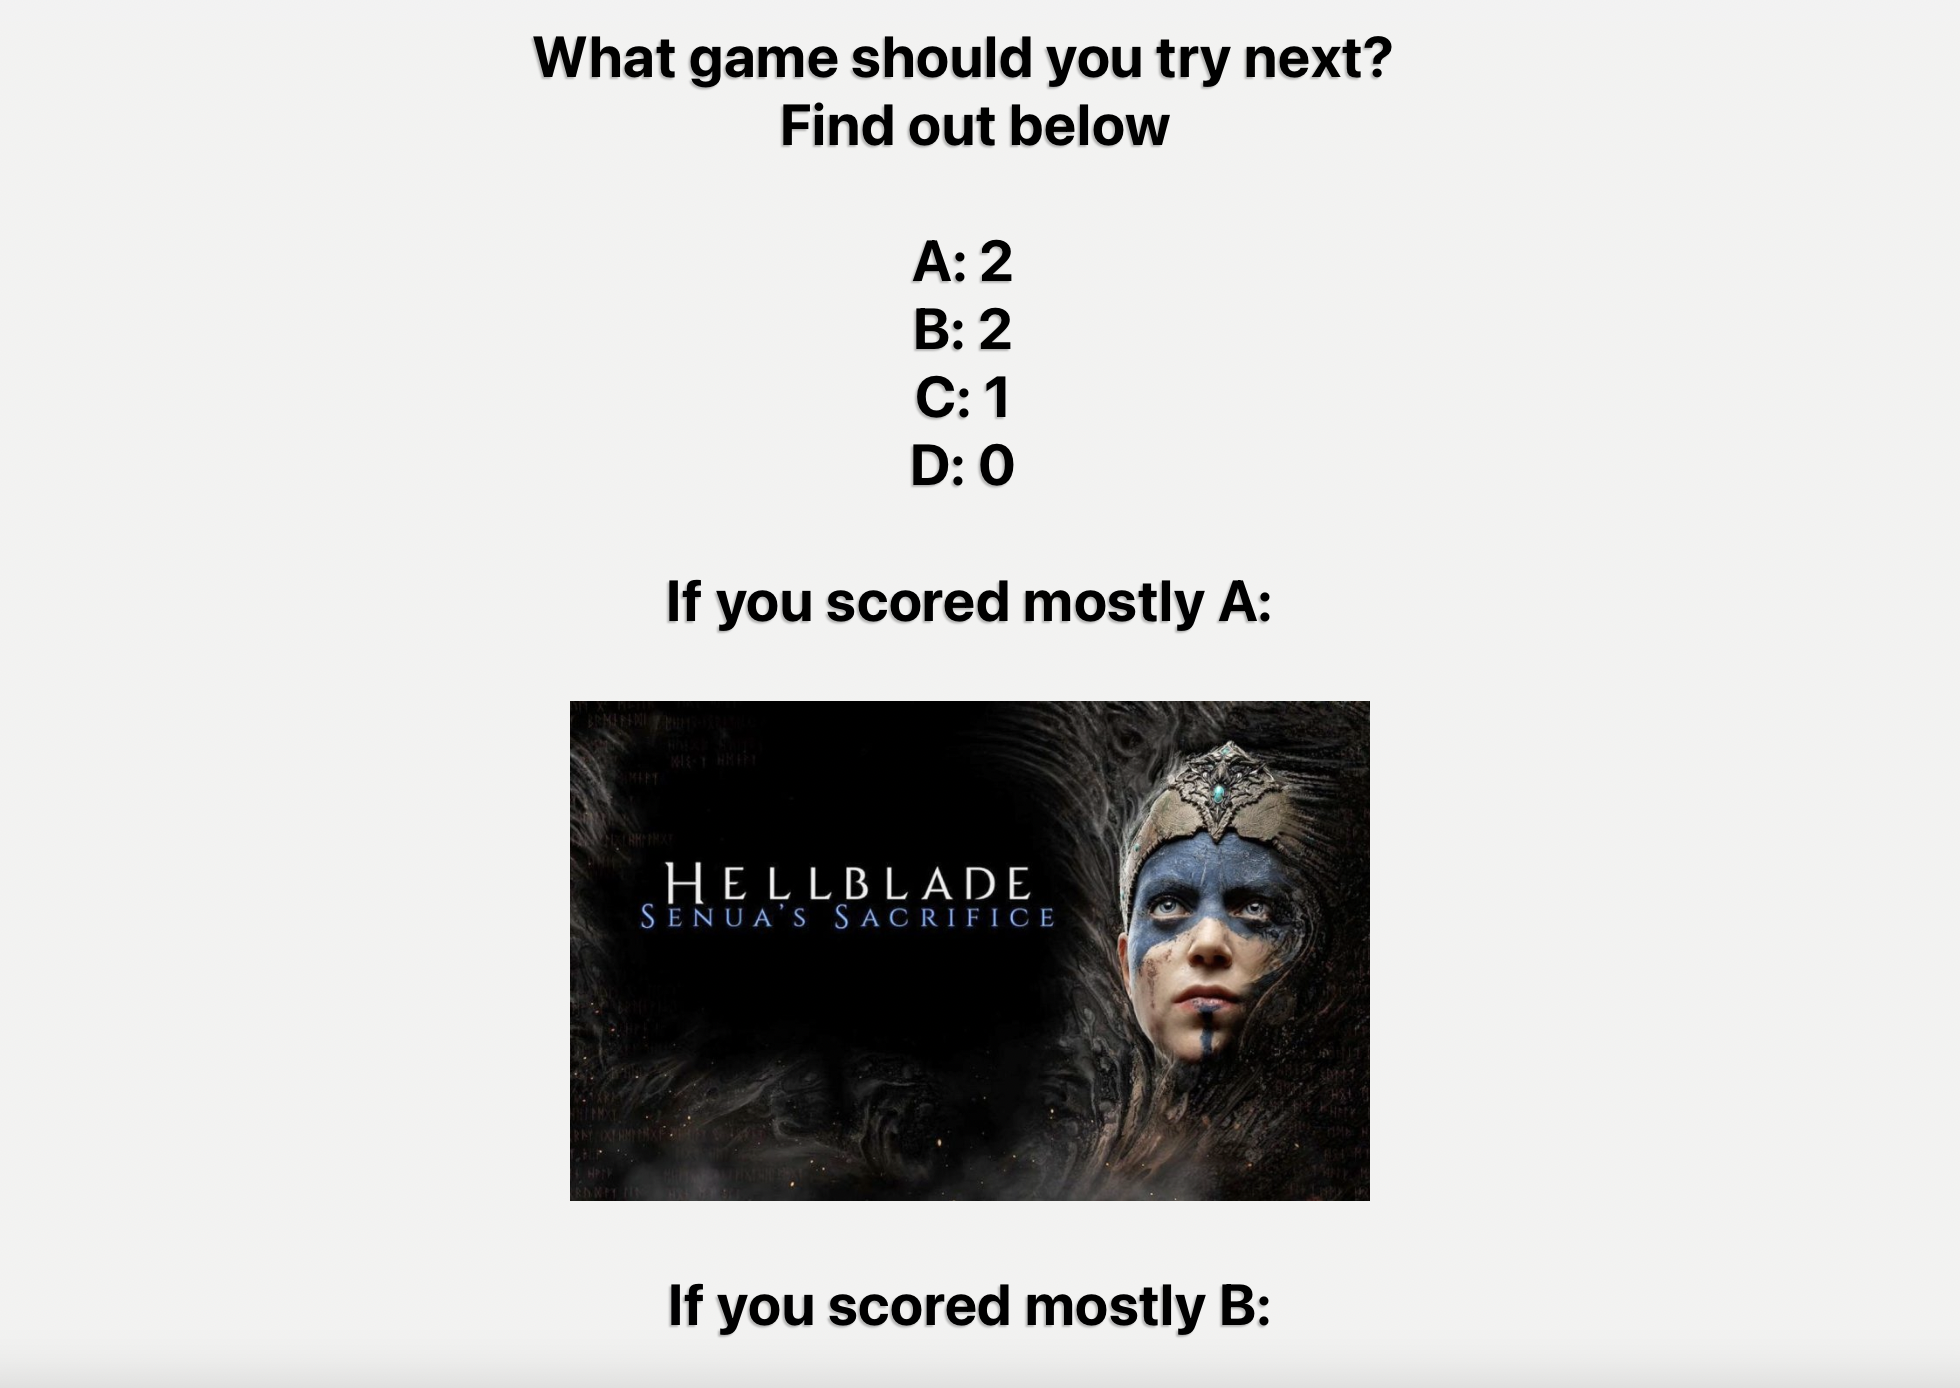 What game should you try next?
Find out below
A: 2
B: 2
C: 1
D: 0
If you scored mostly A:
HELLBLADE
SENUA'S SACRIFICE
If you scored mostly B: